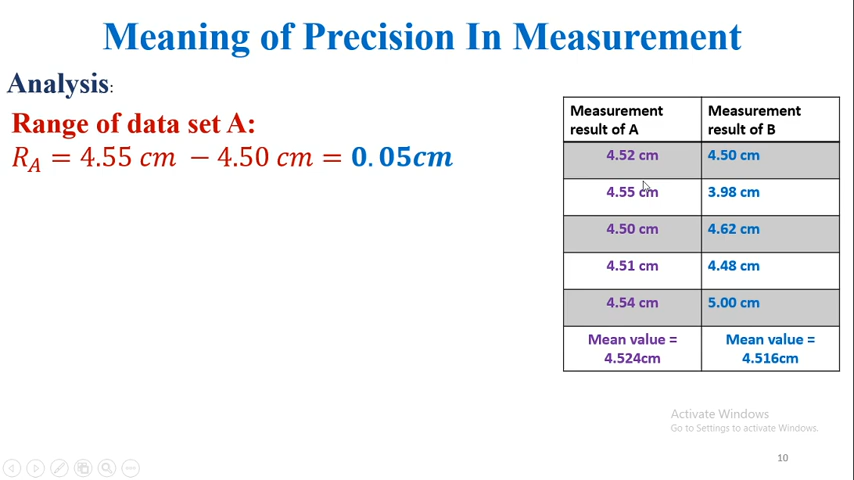 Meaning of Precision In Measurement
Analysis:
Range of data set A:
R_A = 4.55 cm − 4.50 cm = 0.05cm
Measurement result of A	Measurement result of B
4.52 cm	4.50 cm
4.55 cm	3.98 cm
4.50 cm	4.62 cm
4.51 cm	4.48 cm
4.54 cm	5.00 cm
Mean value = 4.524cm	Mean value = 4.516cm
Activate Windows
Go to Settings to activate Windows.
10